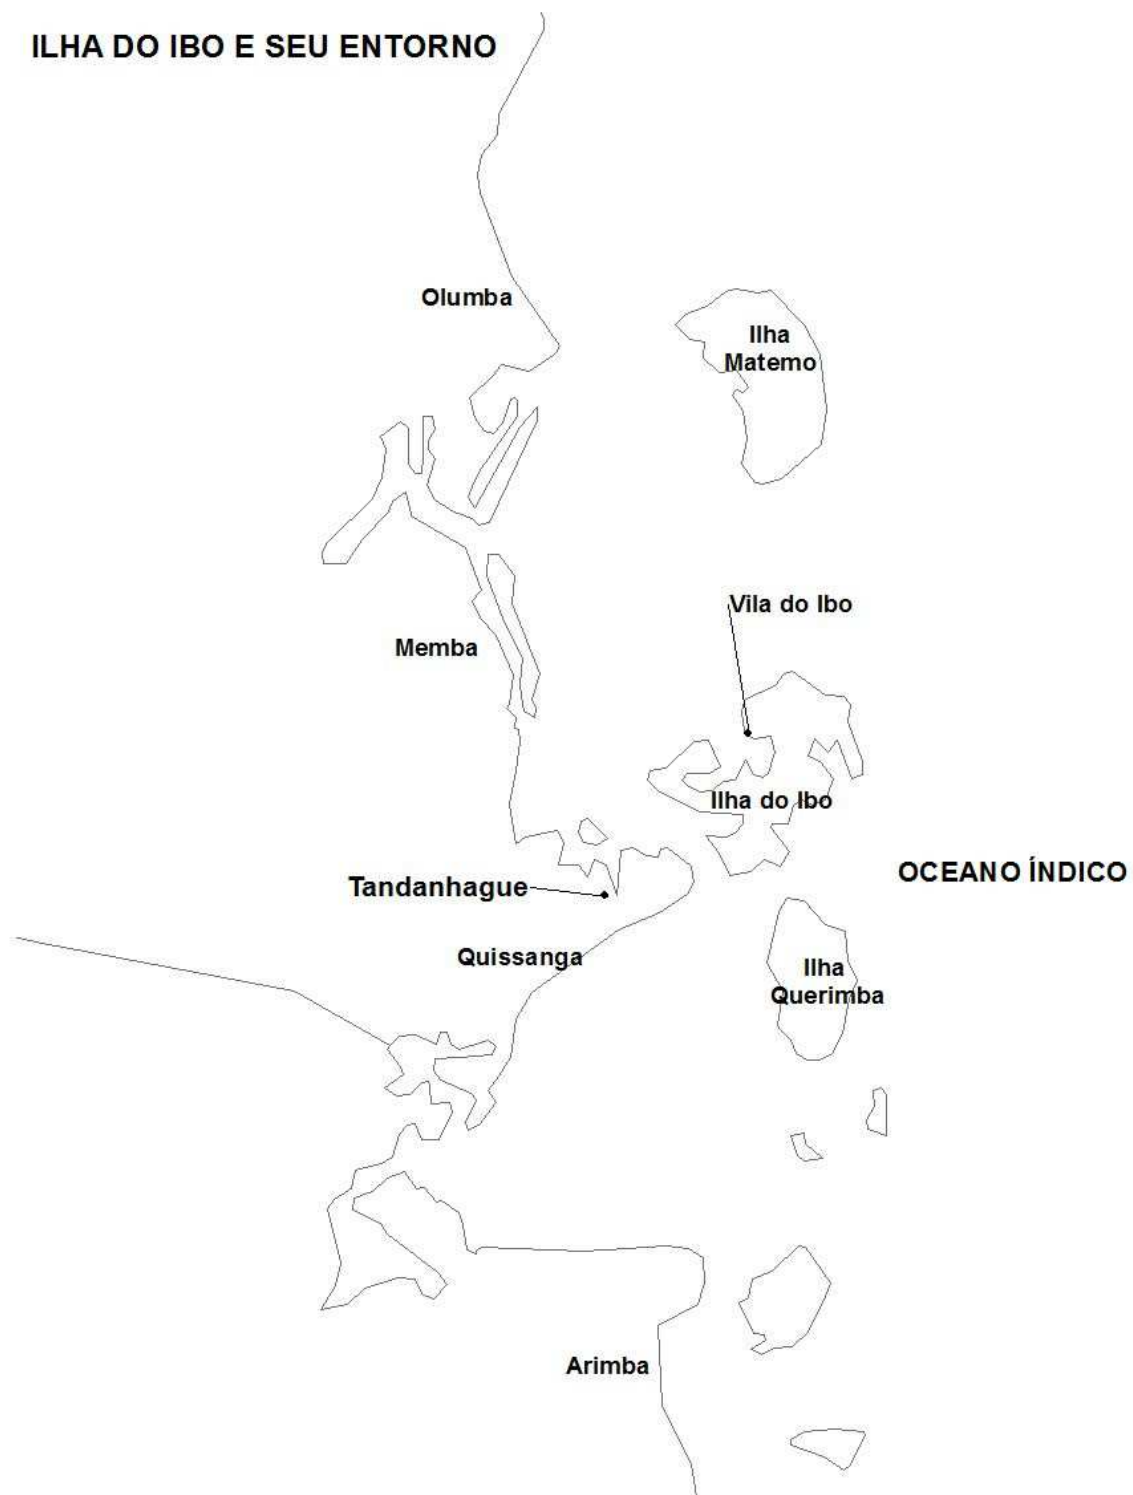 ILHA DO IBO E SEU ENTORNO
Olumba
Ilha
Matemo
Vila do Ibo
Memba
Ilha do Ibo
OCEANO ÍNDICO
Tandanhague
Quissanga
Ilha
Querimba
Arimba